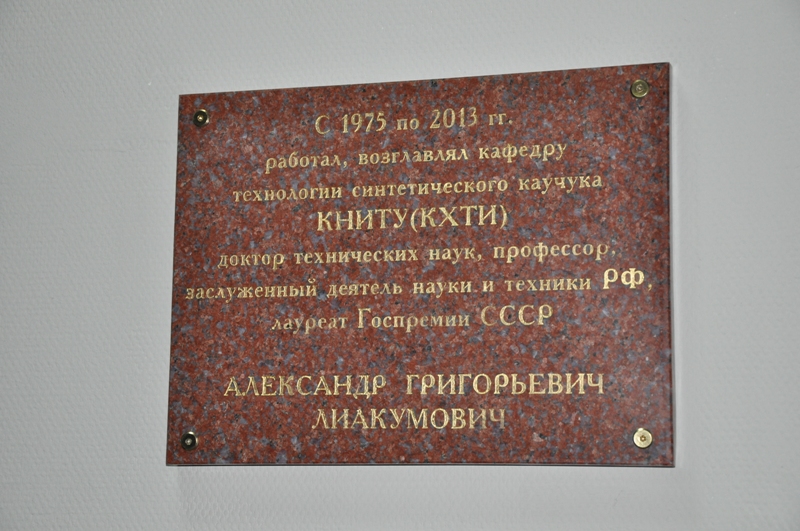 С 1975 по 2013 гг.
работал, возглавлял кафедру
технологии синтетического каучука
КНИТУ(КХТИ)
доктор технических наук, профессор,
заслуженный деятель науки и техники РФ,
лауреат Госпремии СССР
АЛЕКСАНДР ГРИГОРЬЕВИЧ
ЛИАКУМОВИЧ